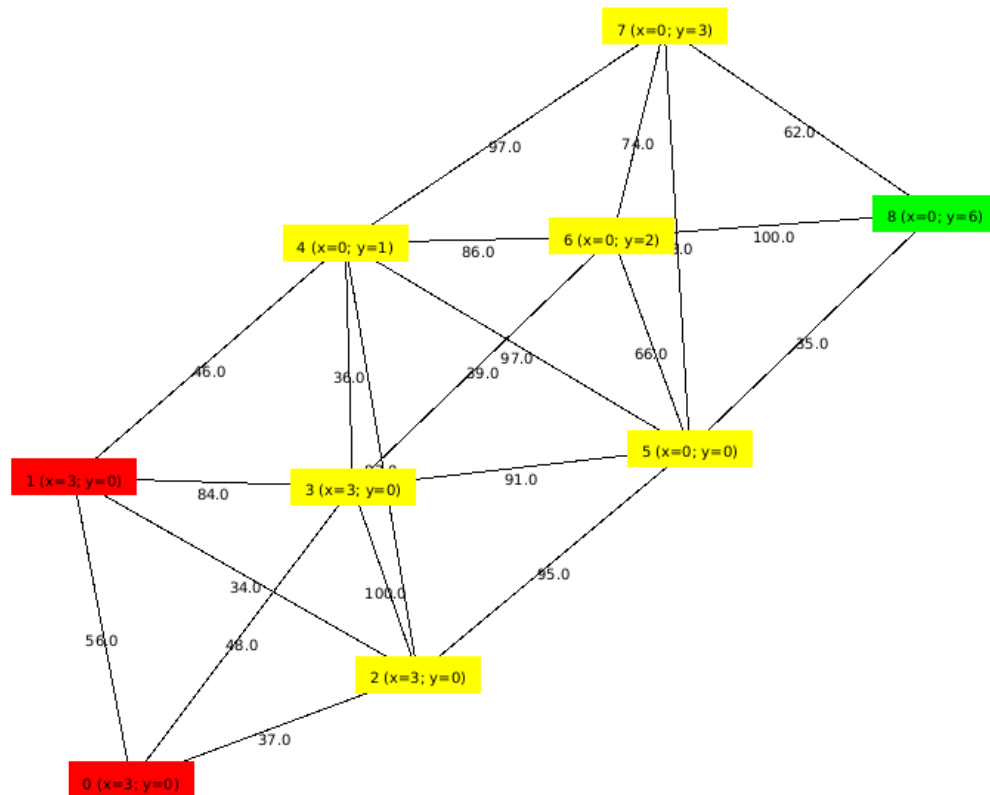 7 (x=0; y=3)
62.0
97.0
74.0
8 (x=0; y=6)
4 (x=0; y=1)
6 (x=0; y=2)
100.0
86.0
35.0
66.0
97.0
39.0
46.0
36.0
5 (x=0; y=0)
91.0
1 (x=3; y=0)
3 (x=3; y=0)
84.0
95.0
34.0
100.0
56.0
48.0
2 (x=3; y=0)
37.0
0 (x=3; y=0)